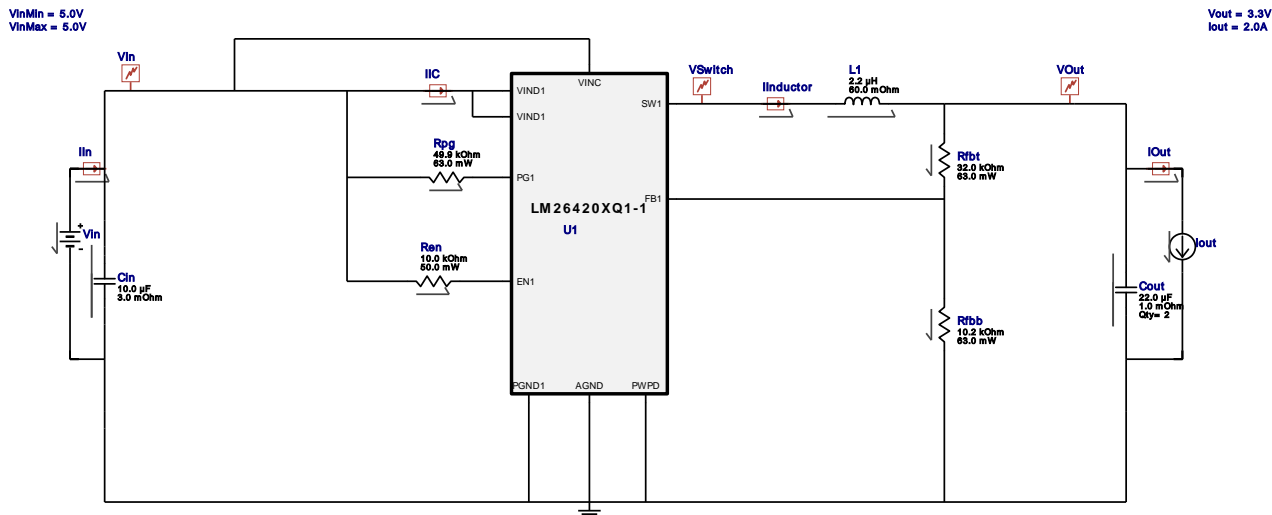 VinMin = 5.0V
VinMax = 5.0V
Vout = 3.3V
Iout = 2.0A
Vin
IIC
VINC
VSwitch
L1
2.2 µH
60.0 mOhm
VOut
VIND1
VIND1
SW1
IInductor
IIn
Rpg
49.9 kOhm
63.0 mW
PG1
Rfbt
32.0 kOhm
63.0 mW
IOut
FB1
LM26420XQ1-1
U1
+
Vin
-
Iout
Ren
10.0 kOhm
50.0 mW
EN1
Cin
10.0 µF
3.0 mOhm
Cout
22.0 µF
1.0 mOhm
Qty= 2
Rfbb
10.2 kOhm
63.0 mW
PGND1
AGND
PWPD